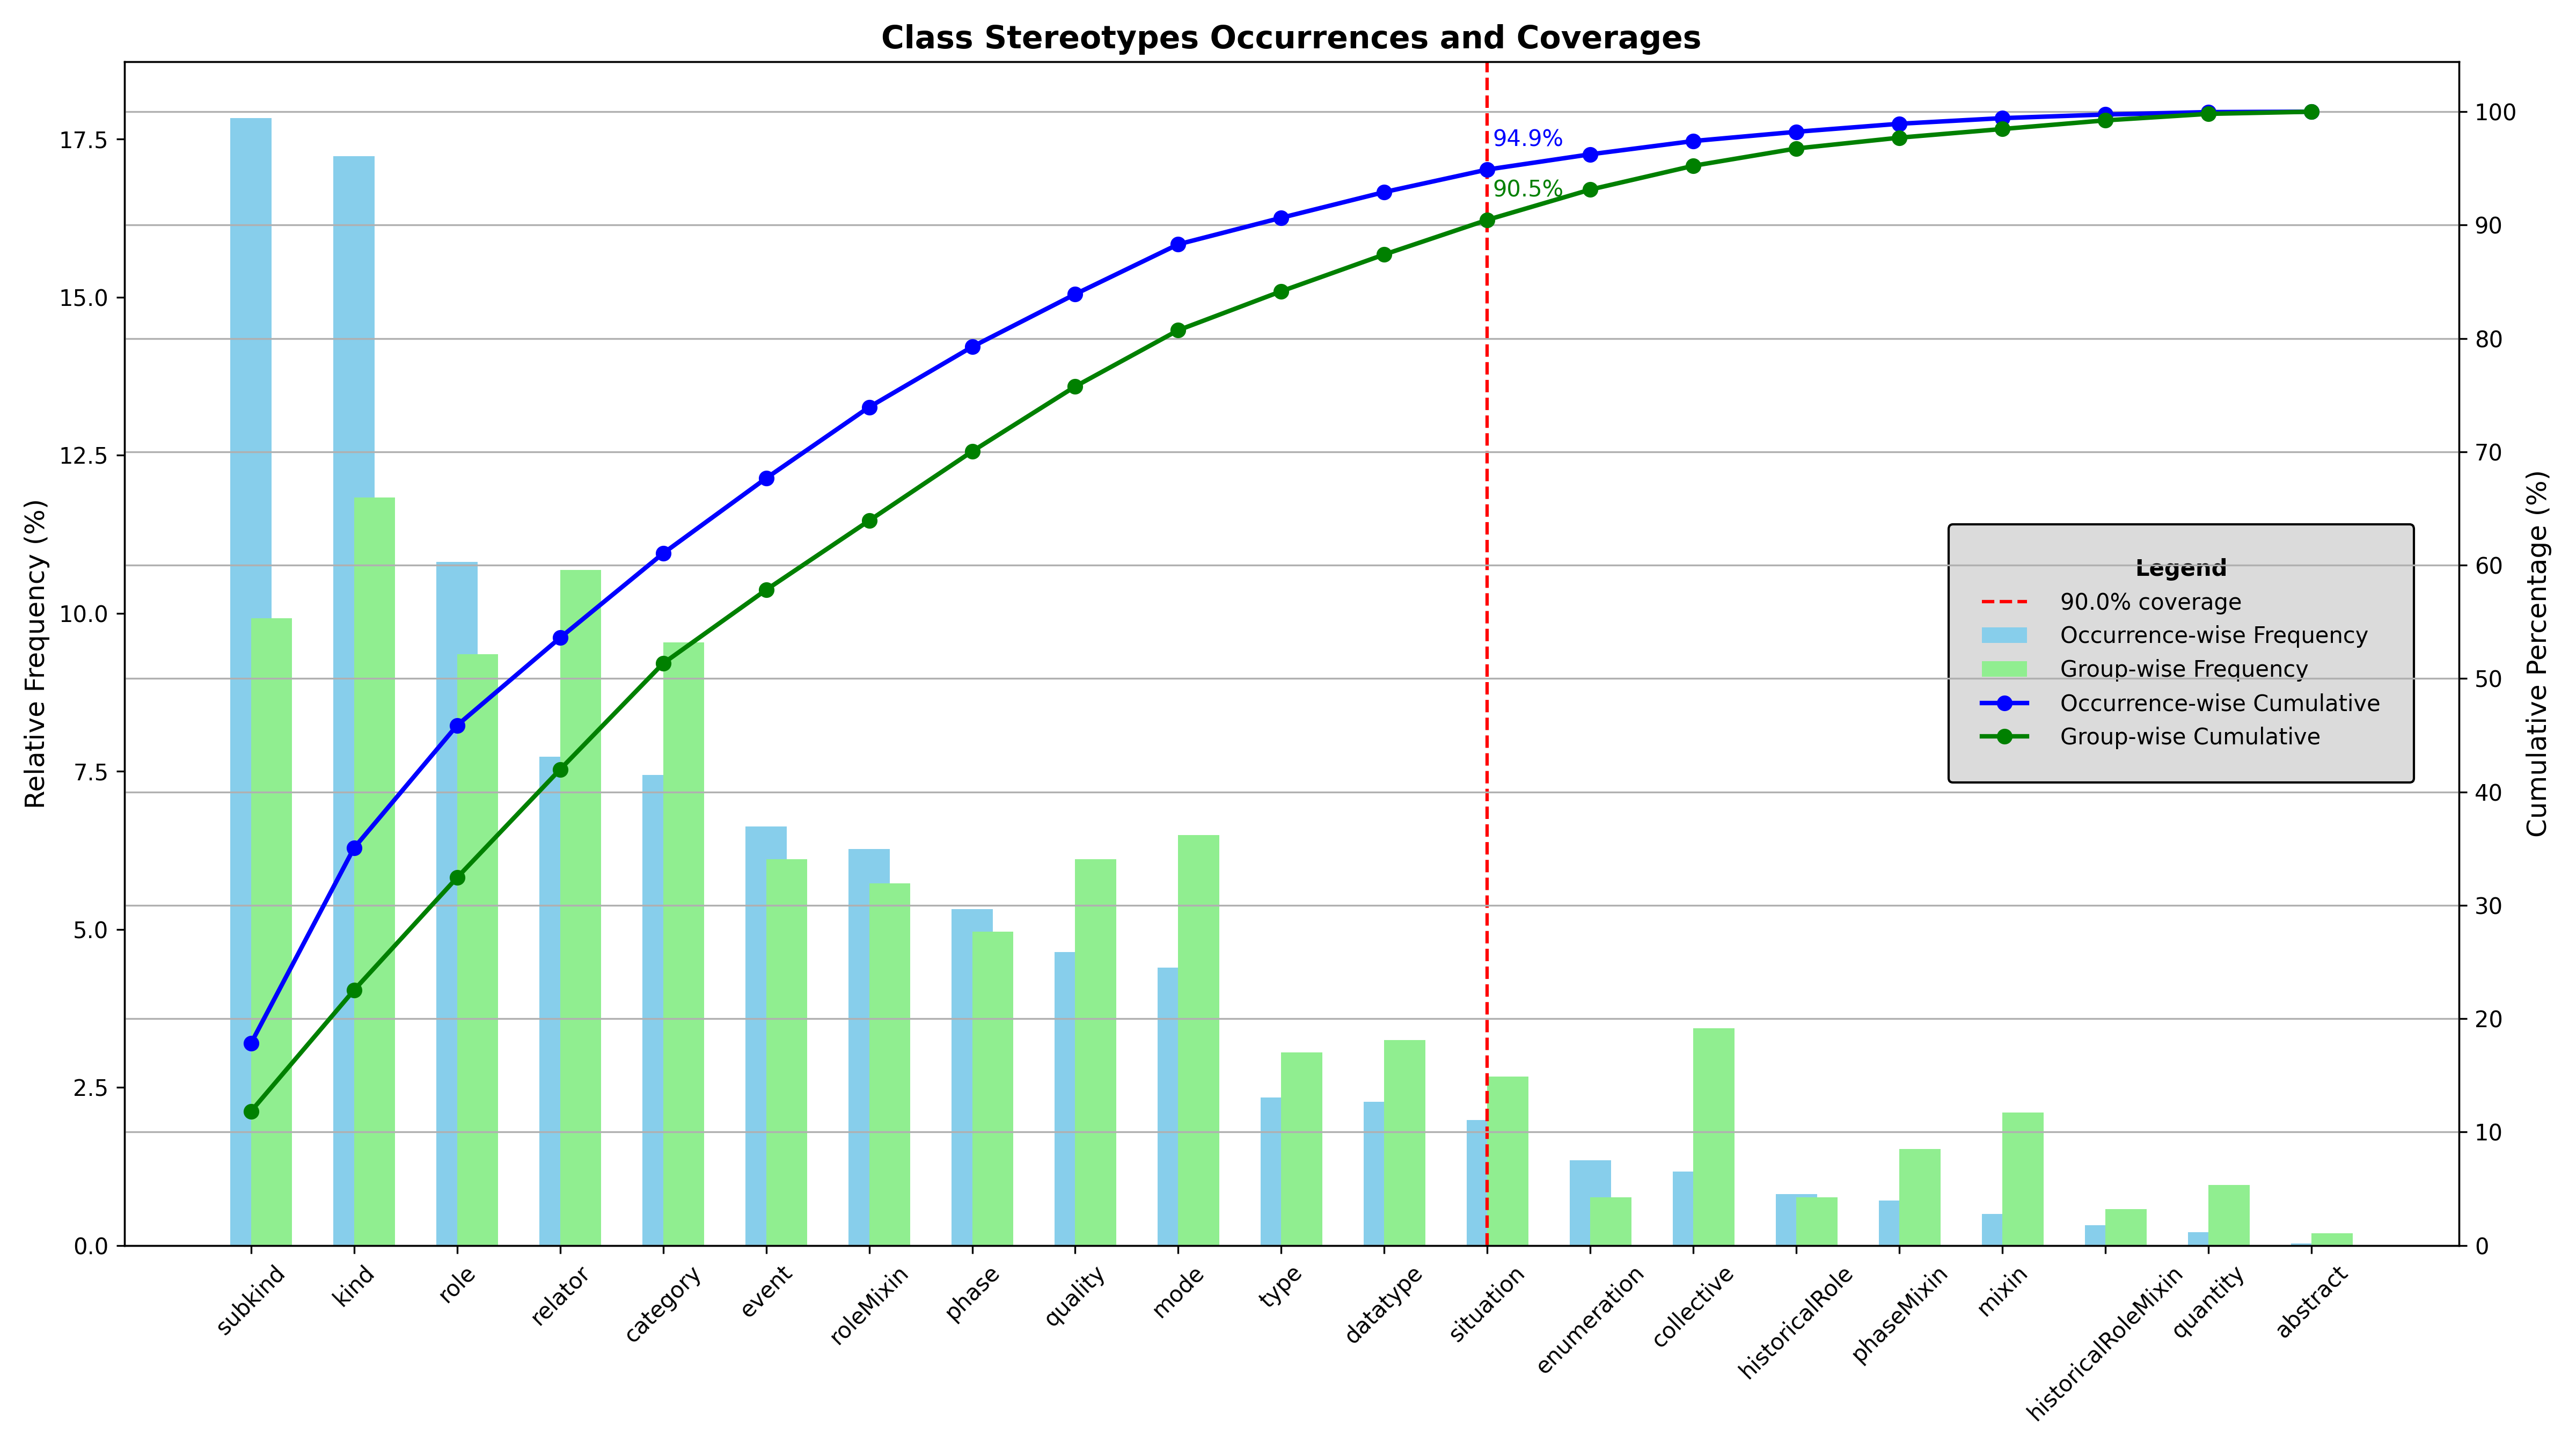 Class Stereotypes Occurrences and Coverages
Relative Frequency (%)
17.5
15.0
12.5
10.0
7.5
5.0
2.5
0.0
94.9%
90.5%
100
90
80
70
60
50
40
30
20
10
0
Cumulative Percentage (%)
Legend
90.0% coverage
Occurrence-wise Frequency
Group-wise Frequency
Occurrence-wise Cumulative
Group-wise Cumulative
subkind
kind
role
relator
category
event
roleMixin
phase
quality
mode
type
datatype
situation
enumeration
collective
historicalRole
phaseMixin
mixin
historicalRoleMixin
quantity
abstract